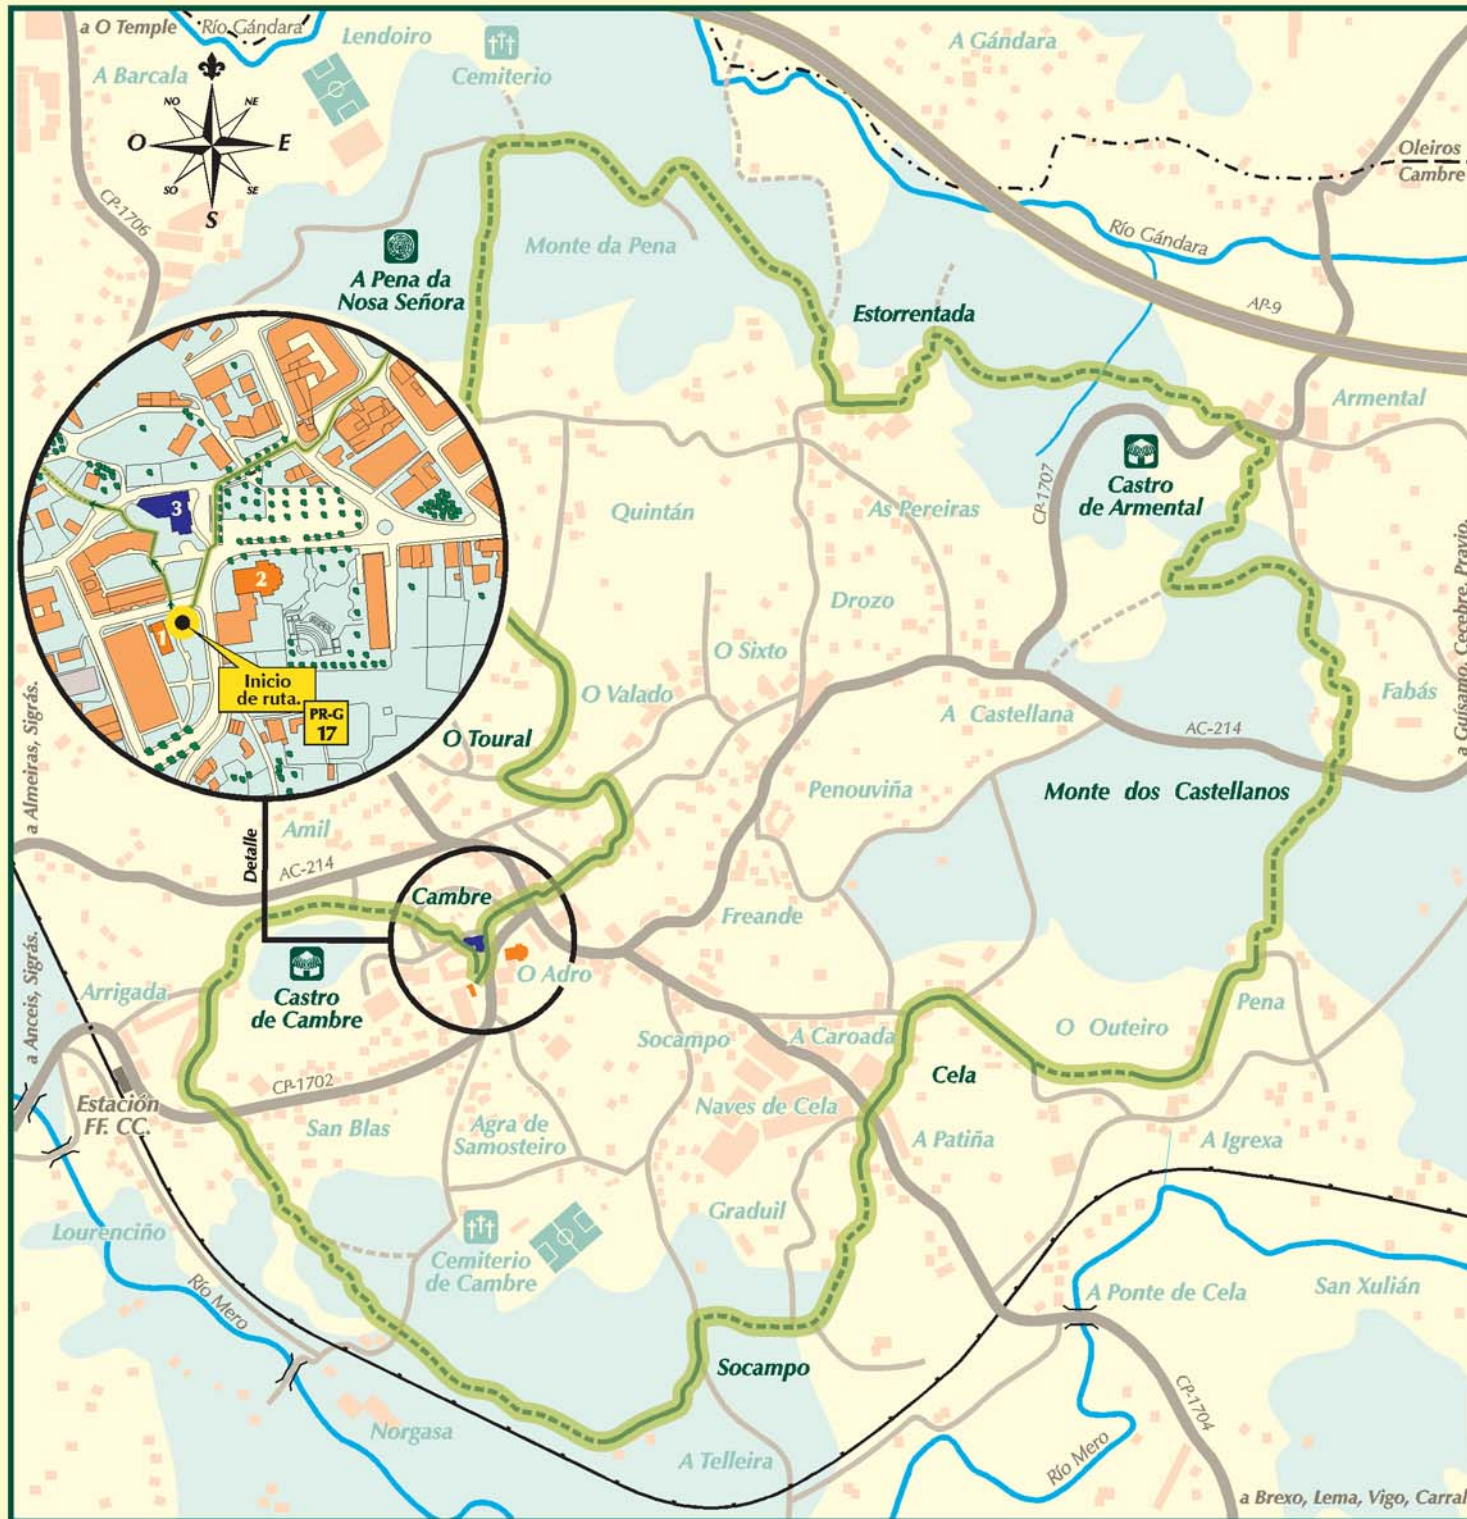 a O Temple
Río Gándara
Lendoiro
A Barcala
Cemiterio
A Gándara
NO
NE
O
E
SO
SE
S
Oleiros
Cambre
CP-1706
Río Gándara
A Pena da
Nosa Señora
Monte da Pena
Estorrentada
AP-9
Armental
CP-1707
Castro
de Armental
Quintán
As Pereiras
Drozo
O Sixto
O Valado
A Castellana
Fabás
AC-214
a Guísamo, Cecebre, Pravio.
3
2
1
Inicio
de ruta.
PR-G
17
O Toural
Penouviña
Monte dos Castellanos
a Almeiras, Sigrás.
Amil
Detalle
AC-214
Cambre
Freande
O Adro
Castro
de Cambre
Arrigada
a Anceis, Sigrás.
Socampo
A Caroada
O Outeiro
Pena
Cela
CP-1702
Estación
FF. CC.
San Blas
Agra de
Samosteiro
Naves de Cela
A Patiña
A Igrexa
Graduil
Lourenciño
Cemiterio
de Cambre
Río Mero
A Ponte de Cela
San Xulián
Socampo
Norgasa
A Telleira
CP-1704
Río Mero
a Brexo, Lema, Vigo, Carral